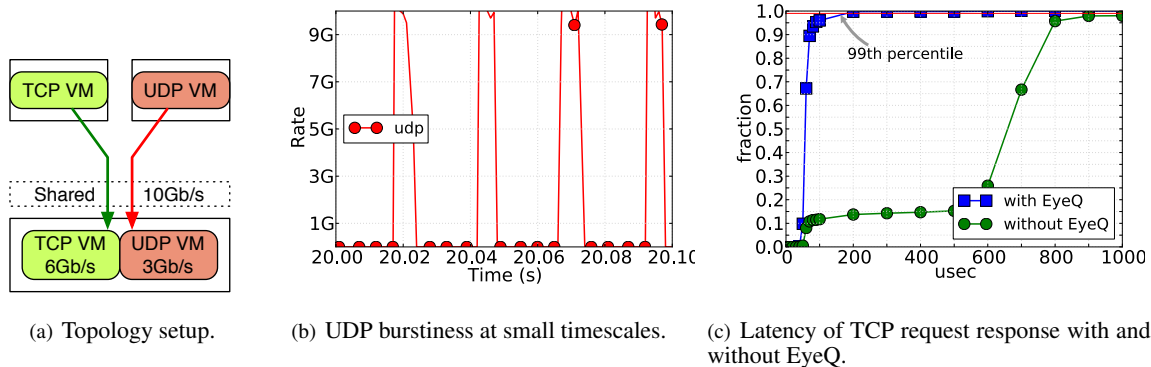 TCP VM
UDP VM
Shared 10Gb/s
TCP VM
6Gb/s
UDP VM
3Gb/s
(a) Topology setup.
Rate
9G
7G
5G
3G
1G
udp
20.00 20.02 20.04 20.06 20.08 20.10
Time (s)
(b) UDP burstiness at small timescales.
fraction
1.0
0.9
0.8
0.7
0.6
0.5
0.4
0.3
0.2
0.1
0.0
99th percentile
with EyeQ
without EyeQ
0 200 400 600 800 1000
usec
(c) Latency of TCP request response with and
without EyeQ.